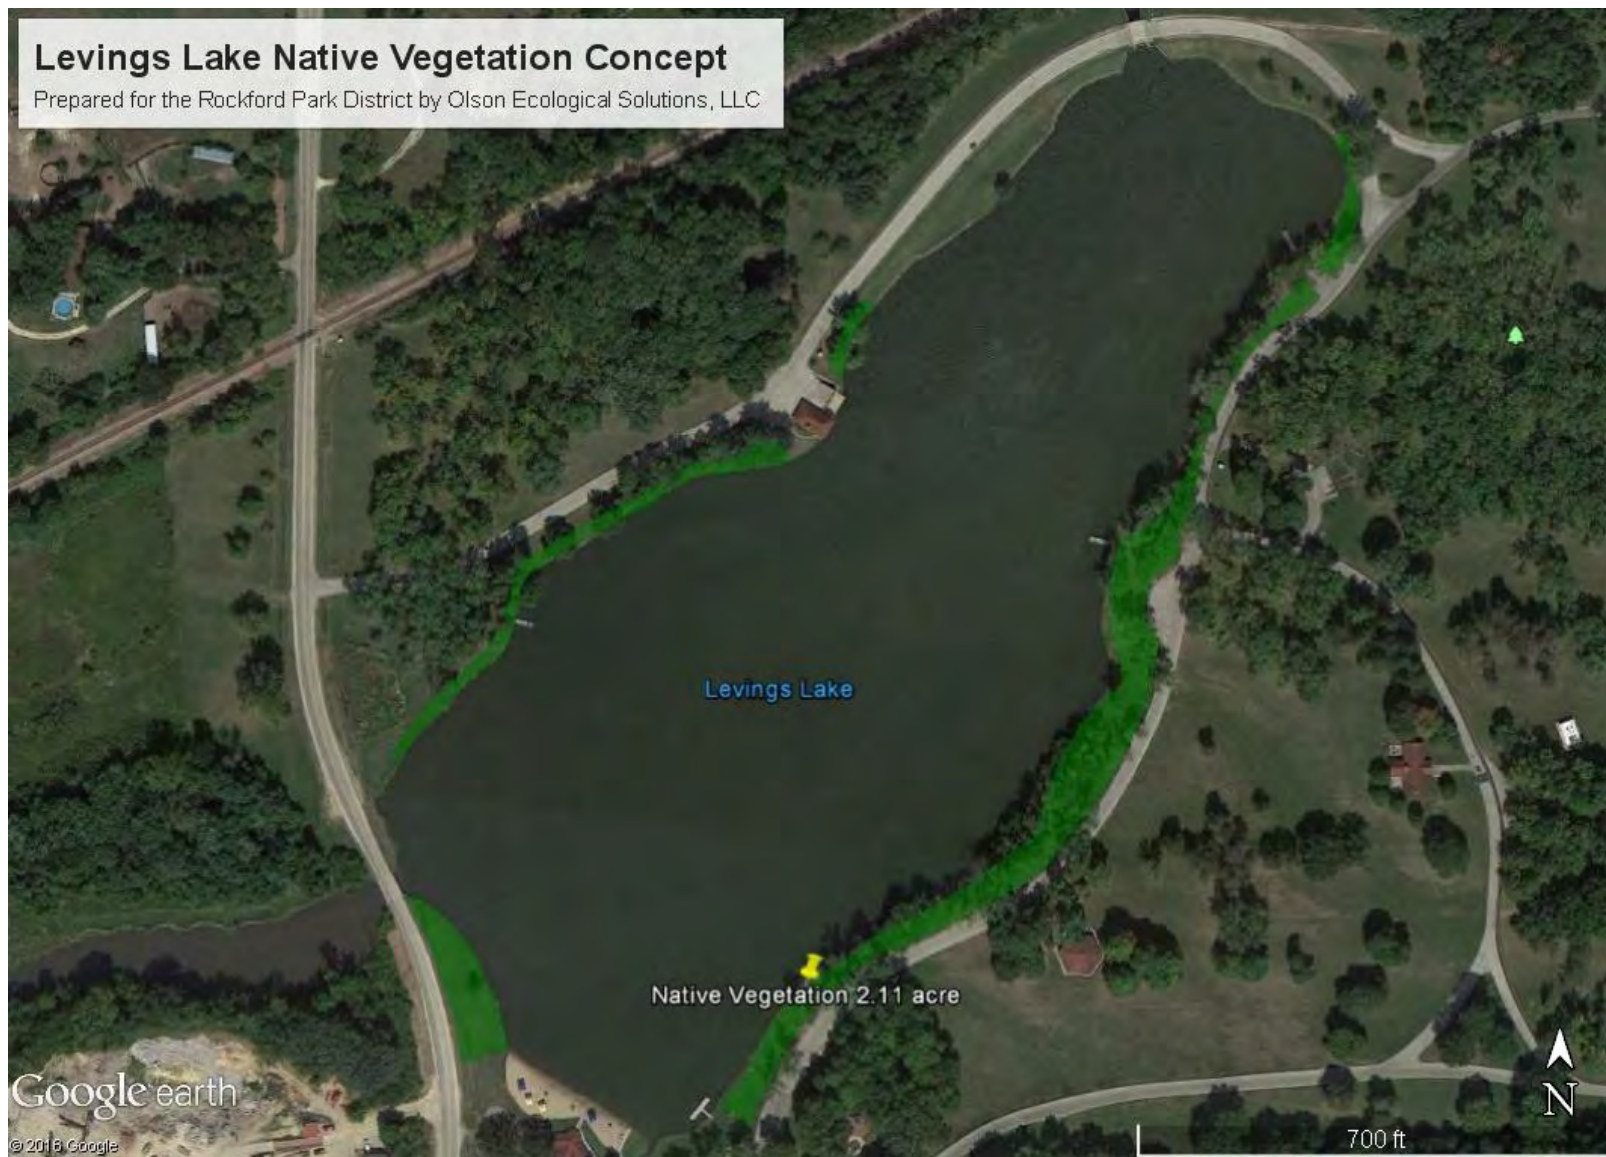 Levings Lake Native Vegetation Concept
Prepared for the Rockford Park District by Olson Ecological Solutions, LLC
Levings Lake
Native Vegetation 2.11 acre
Google earth
N
700 ft
© 2016 Google